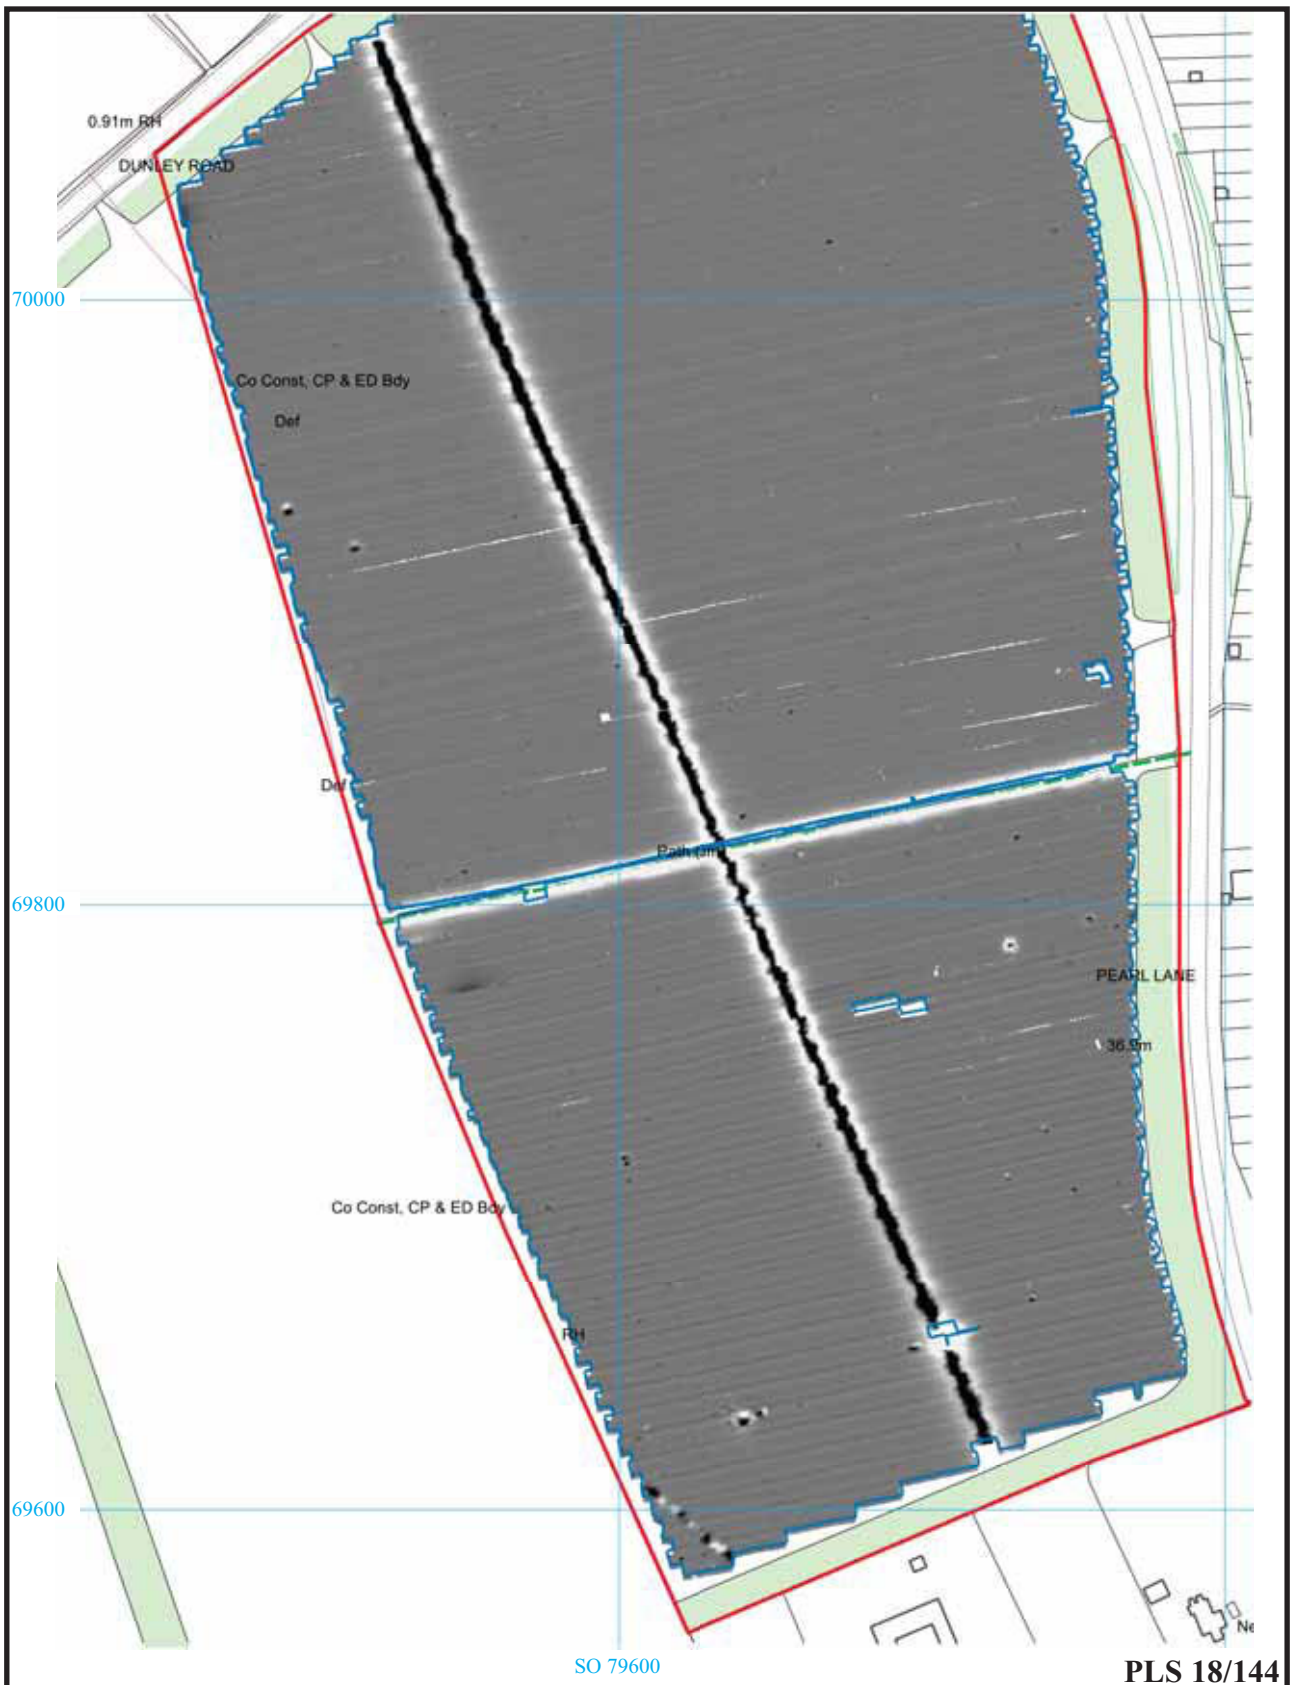 0.91m RH
DUNLEY ROAD
70000
Co Const, CP & ED Bdy
Def
Def
Path (um)
69800
PEARL LANE
36.9m
Co Const, CP & ED Bdy
RH
69600
Ne
SO 79600
PLS 18/144